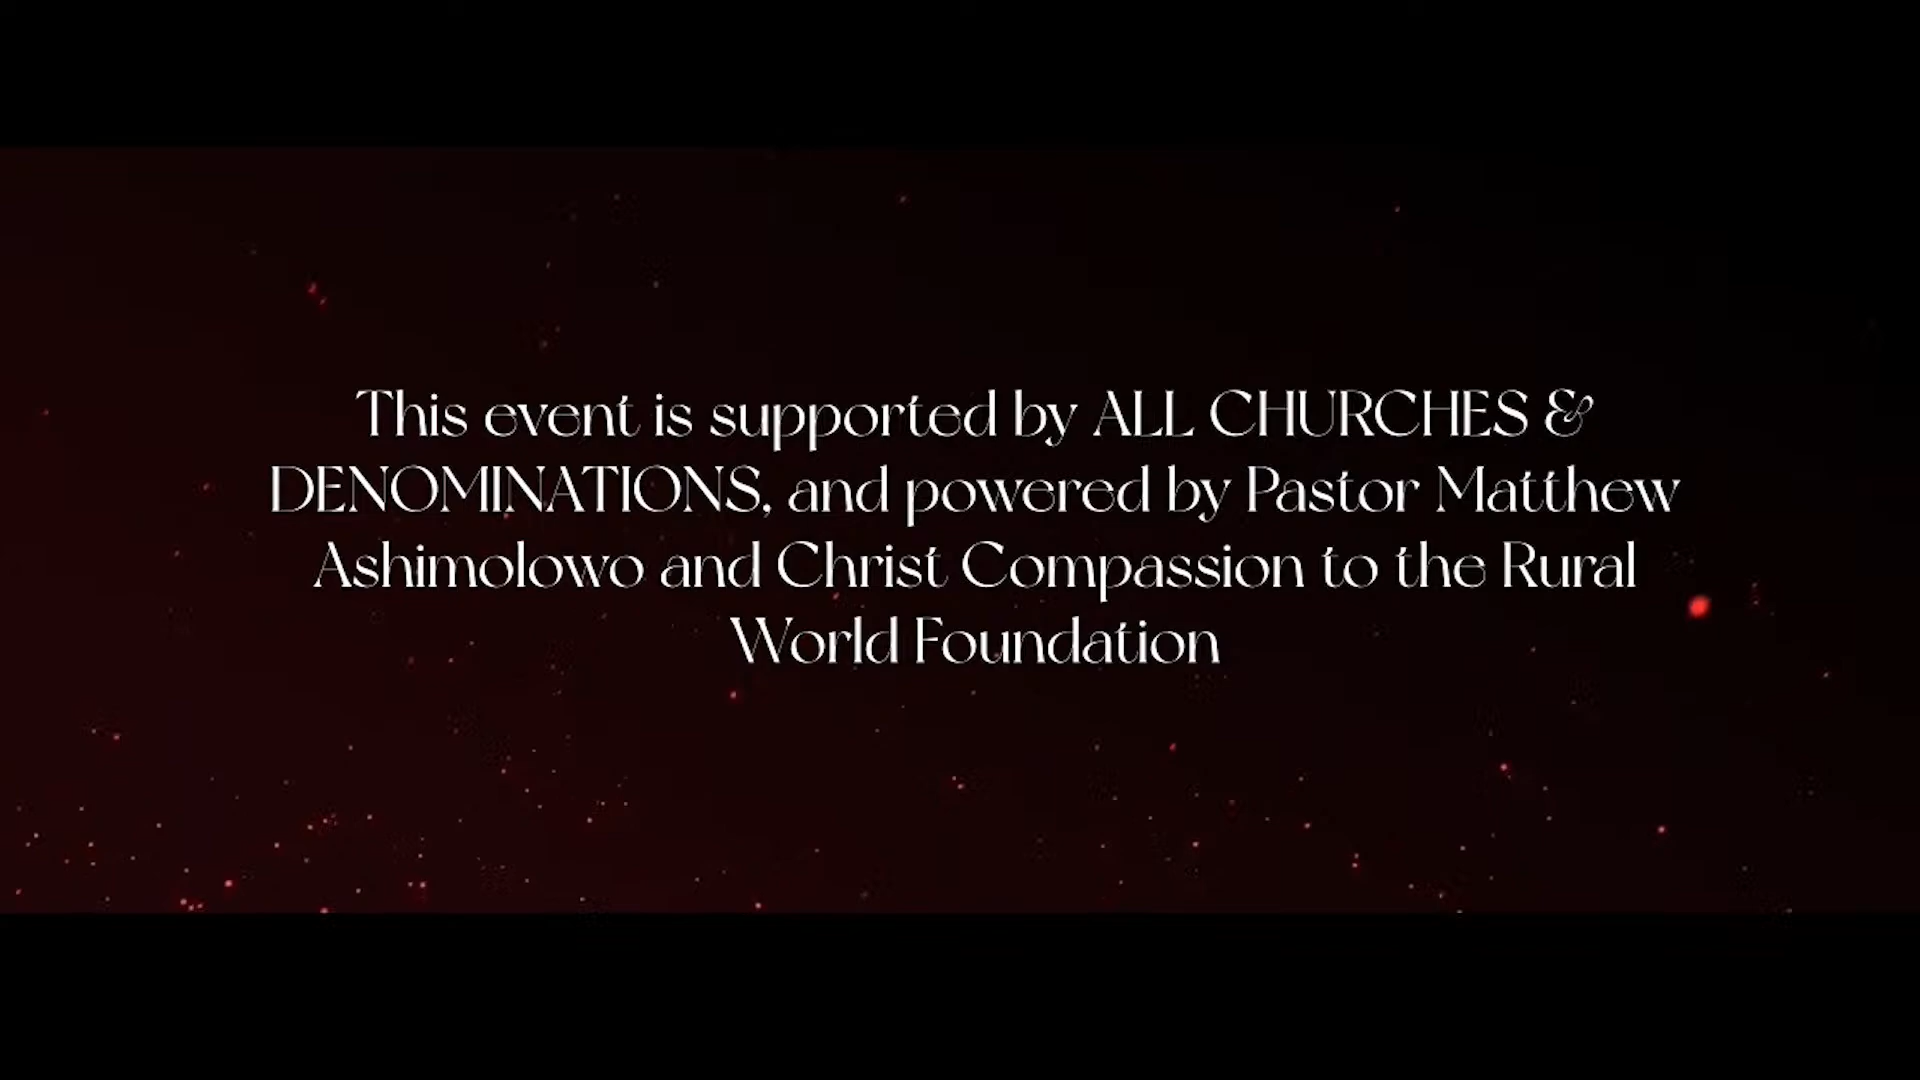 This event is supported by ALL CHURCHES &
DENOMINATIONS, and powered by Pastor Matthew
Ashimolowo and Christ Compassion to the Rural
World Foundation